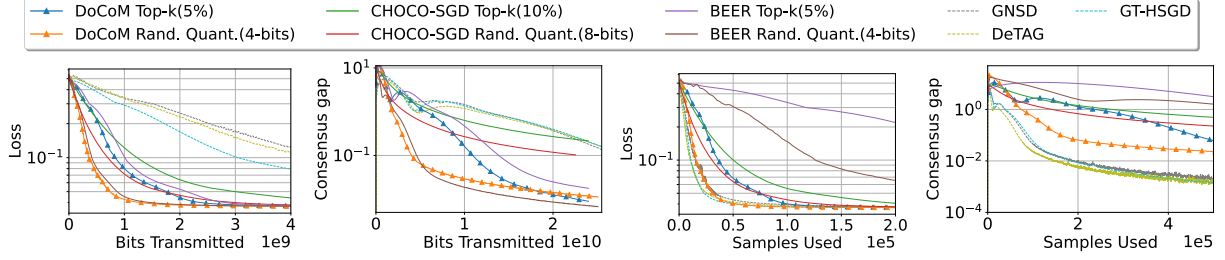 DoCoM Top-k(5%) CHOCO-SGD Top-k(10%) BEER Top-k(5%) GNSD GT-HSGD
DoCoM Rand. Quant.(4-bits) CHOCO-SGD Rand. Quant.(8-bits) BEER Rand. Quant.(4-bits) DeTAG
Loss
10⁻¹
0 1 2 3 4
Bits Transmitted 1e9
Consensus gap
10¹
10⁻¹
0 1 2
Bits Transmitted 1e10
Loss
10⁻¹
0.0 0.5 1.0 1.5 2.0
Samples Used 1e5
Consensus gap
10⁰
10⁻²
10⁻⁴
0 2 4
Samples Used 1e5